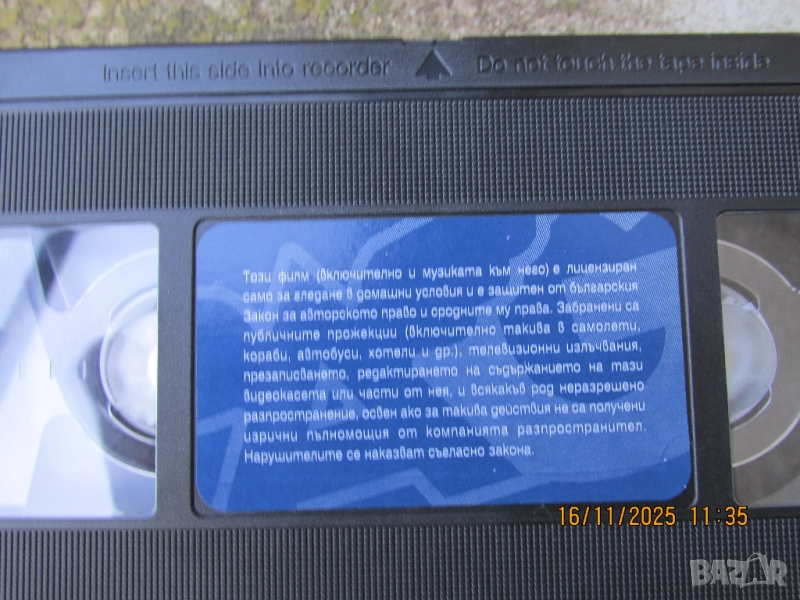 Insert this side into recorder
Do not touch the tape inside
Този филм (включително и музиката към него) е лицензиран
само за гледане в домашни условия и е защитен от българския
Закон за авторското право и сродните му права. Забранени са
публичните прожекции (включително такива в самолети,
кораби, автобуси, хотели и др.), телевизионни излъчвания,
презаписването, редактирането на съдържанието на тази
видеокасета или части от нея, и всякакъв род неразрешено
разпространение, освен ако за такива действия не са получени
изрични пълномощия от компанията разпространител.
Нарушителите се наказват съгласно закона.
16/11/2025 11:35
BAZAR